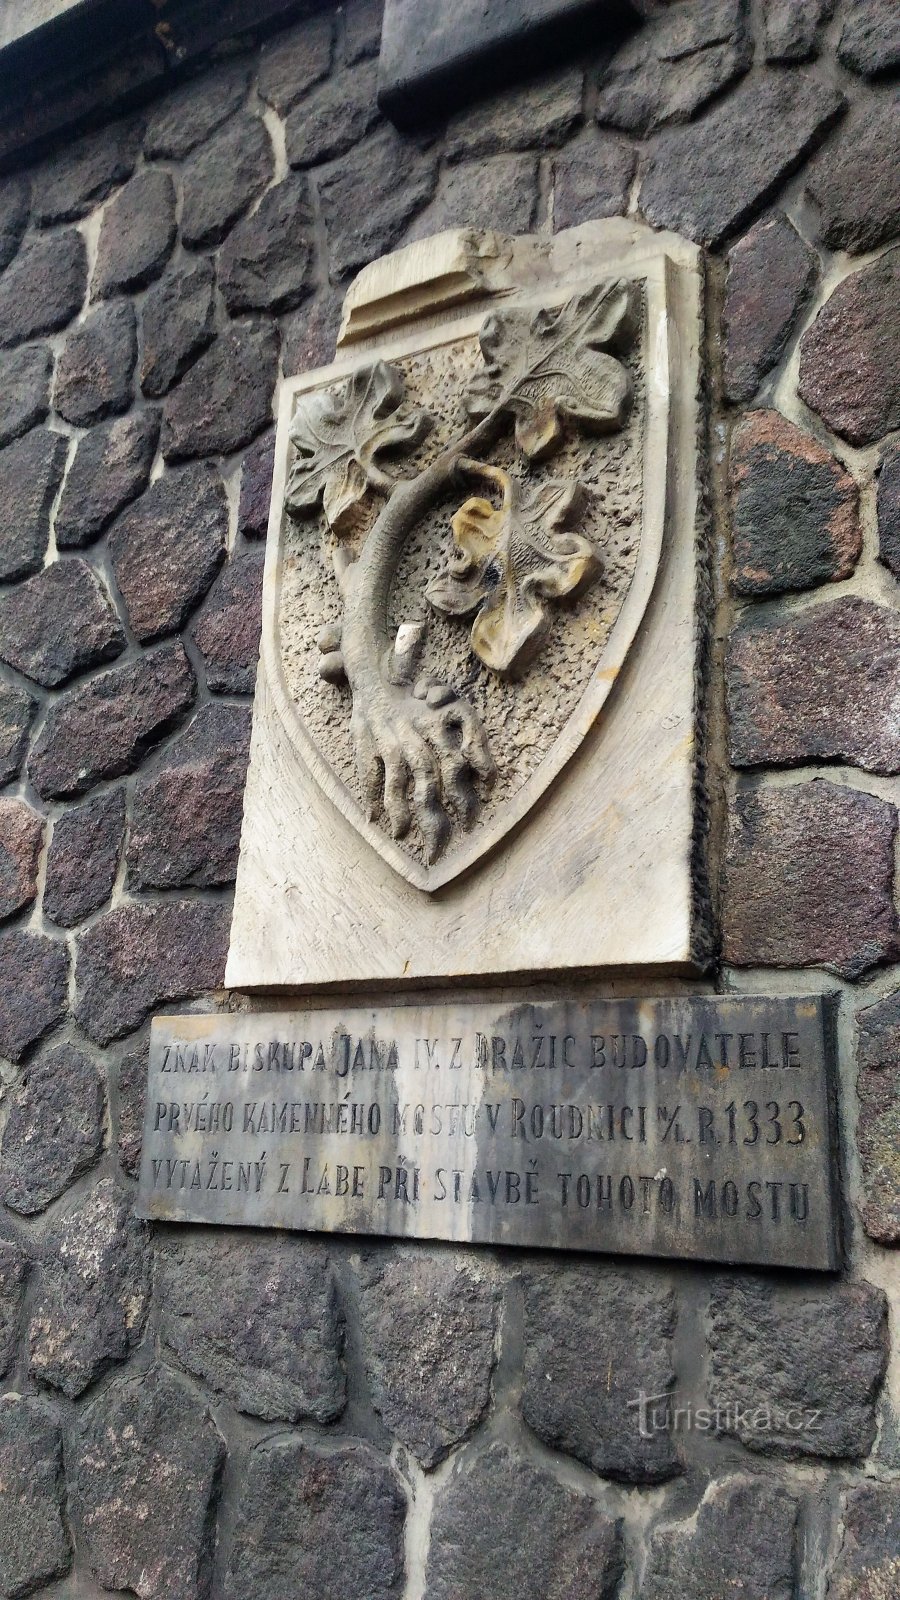 ZNAK BISKUPA JANA IV. Z DRAŽIC BUDOVATELE
PRVÉHO KAMENNÉHO MOSTU V ROUDNICI N/L. R. 1333
VYTAŽENÝ Z LABE PŘI STAVBĚ TOHOTO MOSTU
Turistika.cz